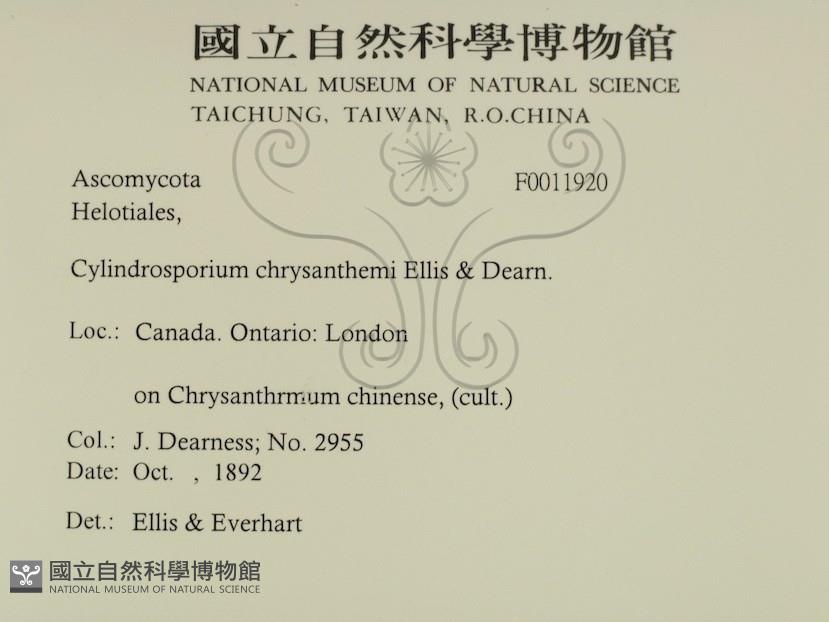 國立自然科學博物館
NATIONAL MUSEUM OF NATURAL SCIENCE
TAICHUNG, TAIWAN, R.O.CHINA
Ascomycota F0011920
Helotiales,
Cylindrosporium chrysanthemi Ellis & Dearn.
Loc.: Canada. Ontario: London
on Chrysanthrmum chinense, (cult.)
Col.: J. Dearness; No. 2955
Date: Oct. , 1892
Det.: Ellis & Everhart
國立自然科學博物館
NATIONAL MUSEUM OF NATURAL SCIENCE